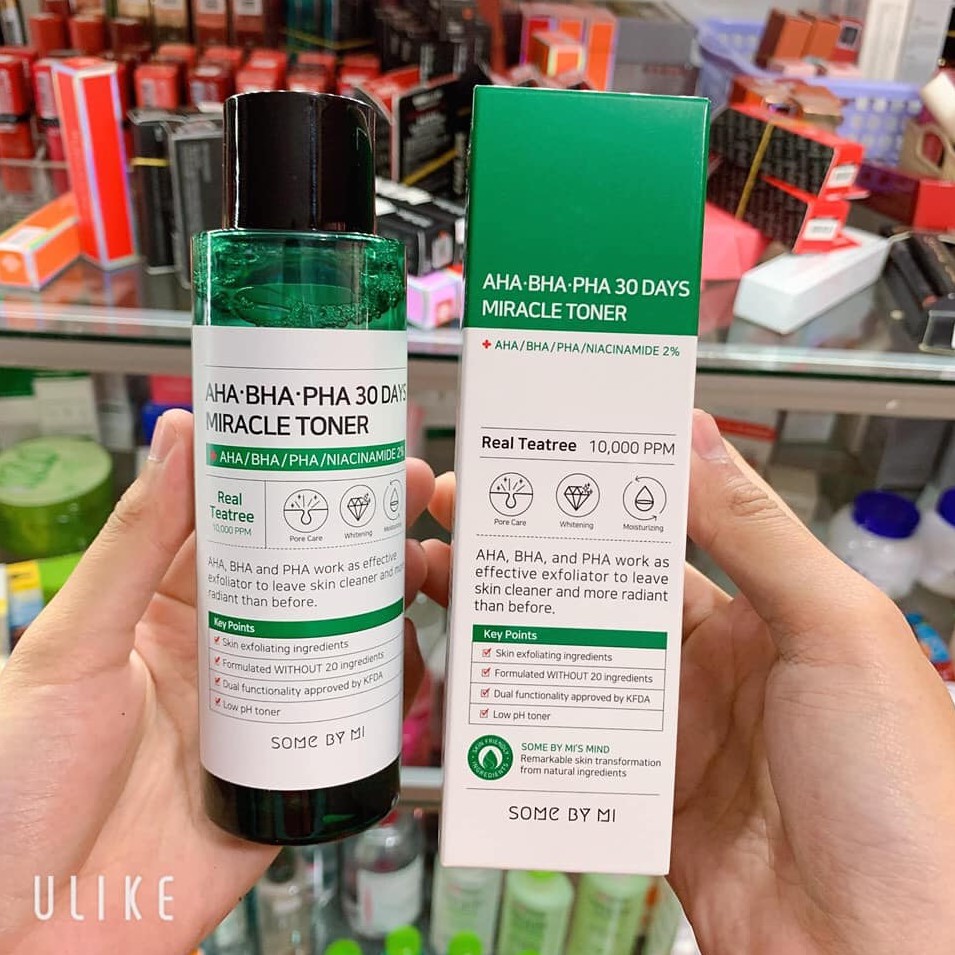 AHA·BHA·PHA 30 DAYS
MIRACLE TONER
+ AHA/BHA/PHA/NIACINAMIDE 2%
Real
Teatree
10,000 PPM
Pore Care
Whitening
Moisturizing
AHA, BHA and PHA work as effective
exfoliator to leave skin cleaner and more
radiant than before.
Key Points
Skin exfoliating ingredients
Formulated WITHOUT 20 ingredients
Dual functionality approved by KFDA
Low pH toner
SOME BY MI
AHA·BHA·PHA 30 DAYS
MIRACLE TONER
+ AHA/BHA/PHA/NIACINAMIDE 2%
Real Teatree 10,000 PPM
Pore Care
Whitening
Moisturizing
AHA, BHA, and PHA work as
effective exfoliator to leave
skin cleaner and more radiant
than before.
Key Points
Skin exfoliating ingredients
Formulated WITHOUT 20 ingredients
Dual functionality approved by KFDA
Low pH toner
SKIN FRIENDLY
INGREDIENTS
SOME BY MI'S MIND
Remarkable skin transformation
from natural ingredients
SOME BY MI
ULIKE